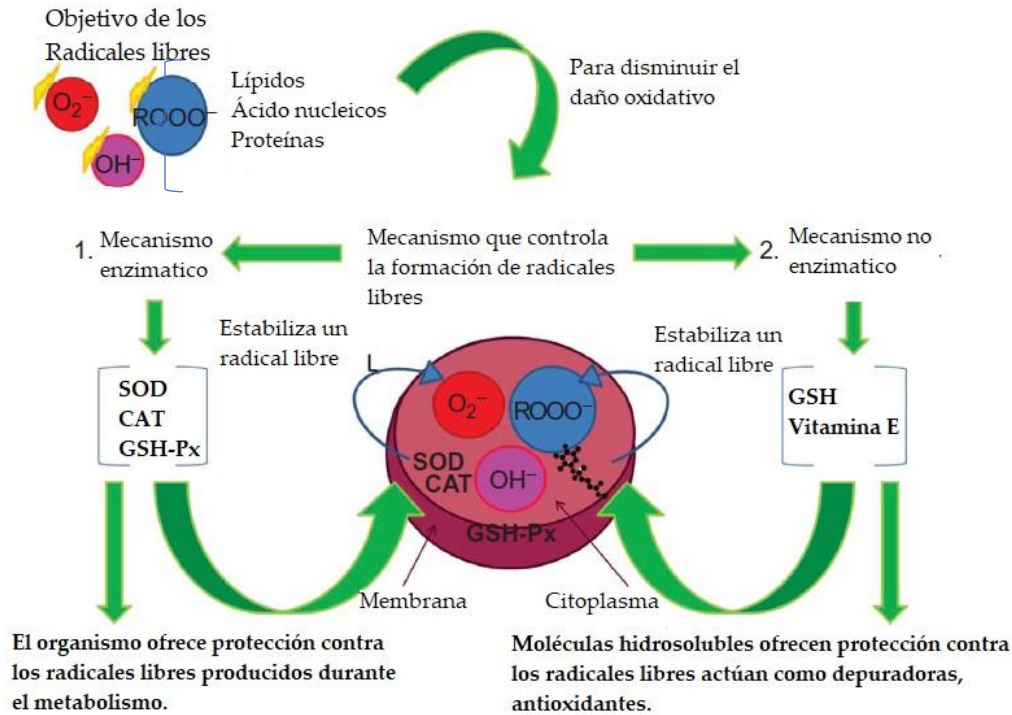 Objetivo de los
Radicales libres
O₂⁻
ROOO⁻
OH⁻
Lípidos
Ácido nucleicos
Proteínas
Para disminuir el
daño oxidativo
1. Mecanismo
enzimatico
Mecanismo que controla
la formación de radicales
libres
2. Mecanismo no
enzimatico .
Estabiliza un
radical libre
L
Estabiliza un
radical libre
SOD
CAT
GSH-Px
O₂⁻
ROOO⁻
SOD
CAT
OH⁻
GSH-Px
GSH
Vitamina E
Membrana
Citoplasma
El organismo ofrece protección contra
los radicales libres producidos durante
el metabolismo.
Moléculas hidrosolubles ofrecen protección contra
los radicales libres actúan como depuradoras,
antioxidantes.